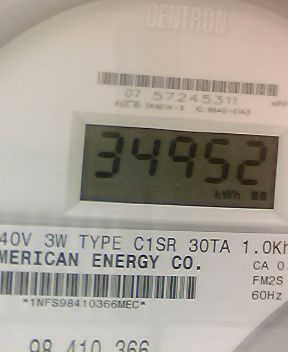 CENTRON
07 57245311
34952
kWh
40V 3W TYPE C1SR 30TA 1.0Kh
MERICAN ENERGY CO.
CA 0.
FM2S
60Hz
*1NFS98410366MEC*
98 410 366